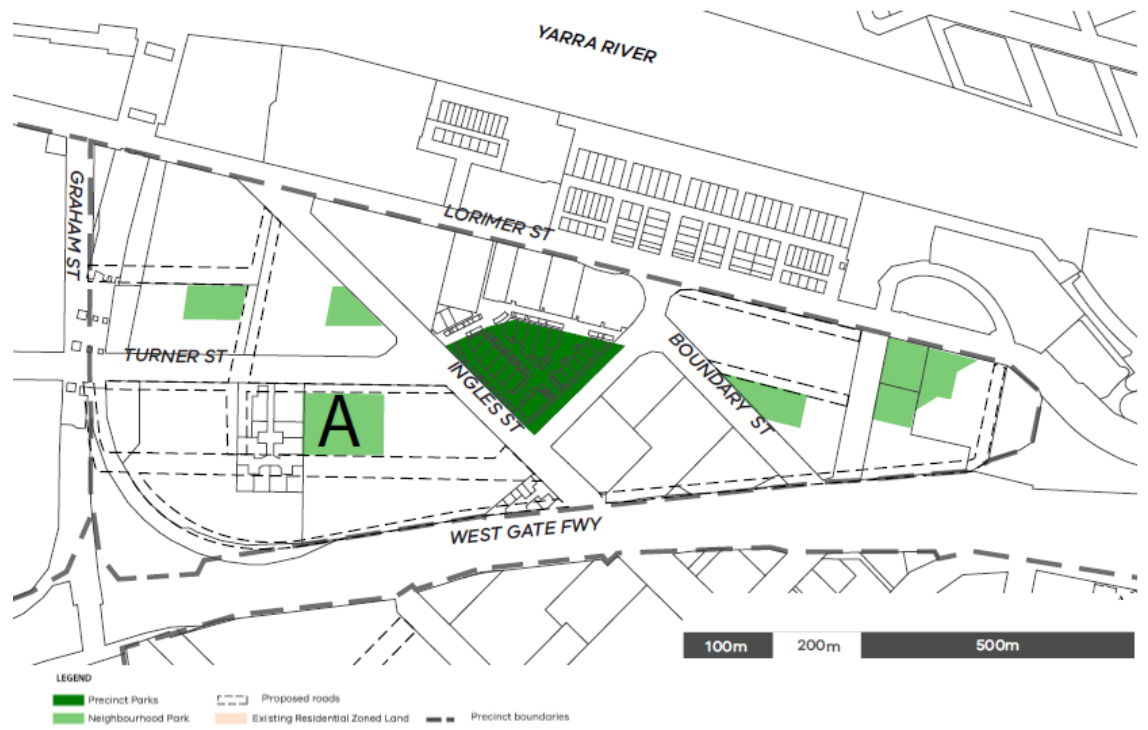 YARRA RIVER
GRAHAM ST
LORIMER ST
TURNER ST
INGLES ST
BOUNDARY ST
A
WEST GATE FWY
100m 200m 500m
LEGEND
Precinct Parks Proposed roads
Neighbourhood Park Existing Residential Zoned Land Precinct boundaries